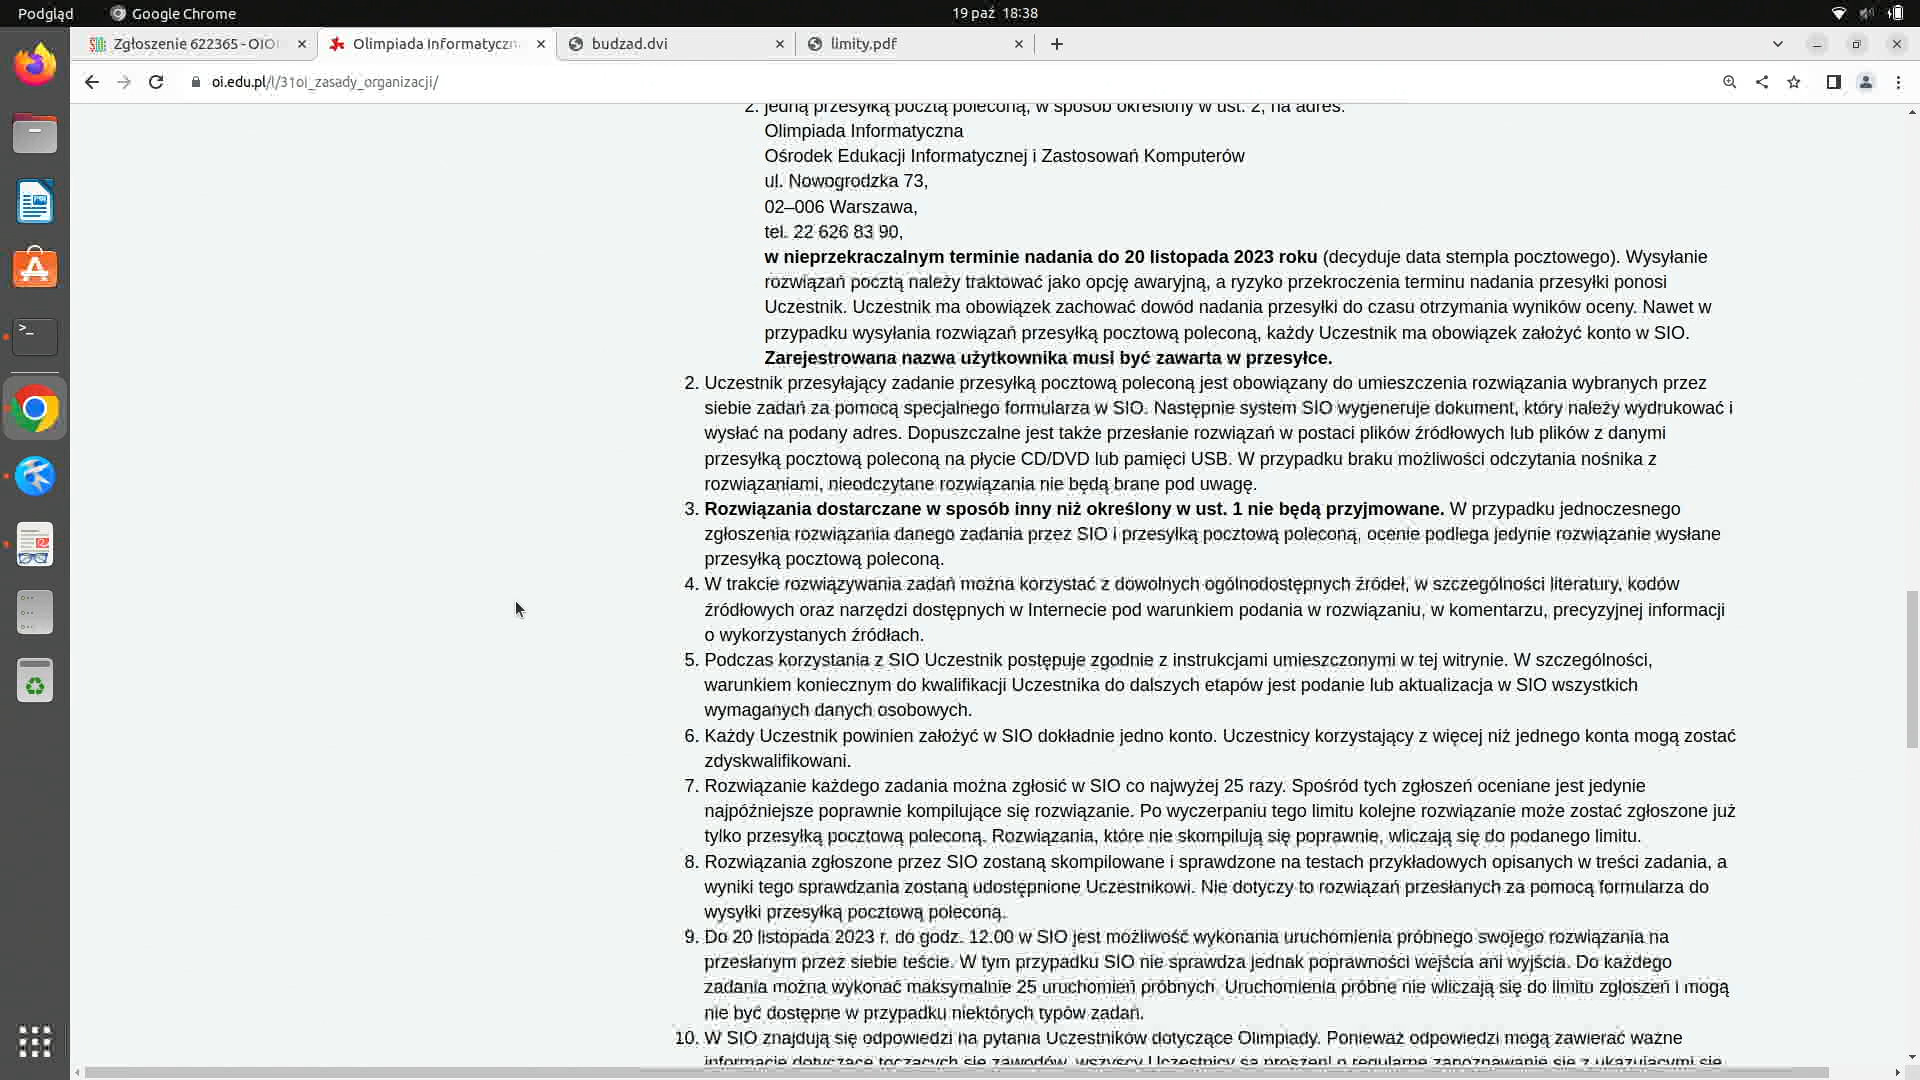 Podgląd
Google Chrome
19 paź 18:38
Zgłoszenie 622365 - OIOI
Olimpiada Informatyczn
budzad.dvi
limity.pdf
oi.edu.pl/l/31oi_zasady_organizacji/
2. jedną przesyłką pocztą poleconą, w sposób określony w ust. 2, na adres:
Olimpiada Informatyczna
Ośrodek Edukacji Informatycznej i Zastosowań Komputerów
ul. Nowogrodzka 73,
02–006 Warszawa,
tel. 22 626 83 90,
w nieprzekraczalnym terminie nadania do 20 listopada 2023 roku (decyduje data stempla pocztowego). Wysyłanie
rozwiązań pocztą należy traktować jako opcję awaryjną, a ryzyko przekroczenia terminu nadania przesyłki ponosi
Uczestnik. Uczestnik ma obowiązek zachować dowód nadania przesyłki do czasu otrzymania wyników oceny. Nawet w
przypadku wysyłania rozwiązań przesyłką pocztową poleconą, każdy Uczestnik ma obowiązek założyć konto w SIO.
Zarejestrowana nazwa użytkownika musi być zawarta w przesyłce.
2. Uczestnik przesyłający zadanie przesyłką pocztową poleconą jest obowiązany do umieszczenia rozwiązania wybranych przez
siebie zadań za pomocą specjalnego formularza w SIO. Następnie system SIO wygeneruje dokument, który należy wydrukować i
wysłać na podany adres. Dopuszczalne jest także przesłanie rozwiązań w postaci plików źródłowych lub plików z danymi
przesyłką pocztową poleconą na płycie CD/DVD lub pamięci USB. W przypadku braku możliwości odczytania nośnika z
rozwiązaniami, nieodczytane rozwiązania nie będą brane pod uwagę.
3. Rozwiązania dostarczane w sposób inny niż określony w ust. 1 nie będą przyjmowane. W przypadku jednoczesnego
zgłoszenia rozwiązania danego zadania przez SIO i przesyłką pocztową poleconą, ocenie podlega jedynie rozwiązanie wysłane
przesyłką pocztową poleconą.
4. W trakcie rozwiązywania zadań można korzystać z dowolnych ogólnodostępnych źródeł, w szczególności literatury, kodów
źródłowych oraz narzędzi dostępnych w Internecie pod warunkiem podania w rozwiązaniu, w komentarzu, precyzyjnej informacji
o wykorzystanych źródłach.
5. Podczas korzystania z SIO Uczestnik postępuje zgodnie z instrukcjami umieszczonymi w tej witrynie. W szczególności,
warunkiem koniecznym do kwalifikacji Uczestnika do dalszych etapów jest podanie lub aktualizacja w SIO wszystkich
wymaganych danych osobowych.
6. Każdy Uczestnik powinien założyć w SIO dokładnie jedno konto. Uczestnicy korzystający z więcej niż jednego konta mogą zostać
zdyskwalifikowani.
7. Rozwiązanie każdego zadania można zgłosić w SIO co najwyżej 25 razy. Spośród tych zgłoszeń oceniane jest jedynie
najpóźniejsze poprawnie kompilujące się rozwiązanie. Po wyczerpaniu tego limitu kolejne rozwiązanie może zostać zgłoszone już
tylko przesyłką pocztową poleconą. Rozwiązania, które nie skompilują się poprawnie, wliczają się do podanego limitu.
8. Rozwiązania zgłoszone przez SIO zostaną skompilowane i sprawdzone na testach przykładowych opisanych w treści zadania, a
wyniki tego sprawdzania zostaną udostępnione Uczestnikowi. Nie dotyczy to rozwiązań przesłanych za pomocą formularza do
wysyłki przesyłką pocztową poleconą.
9. Do 20 listopada 2023 r. do godz. 12.00 w SIO jest możliwość wykonania uruchomienia próbnego swojego rozwiązania na
przesłanym przez siebie teście. W tym przypadku SIO nie sprawdza jednak poprawności wejścia ani wyjścia. Do każdego
zadania można wykonać maksymalnie 25 uruchomień próbnych. Uruchomienia próbne nie wliczają się do limitu zgłoszeń i mogą
nie być dostępne w przypadku niektórych typów zadań.
10. W SIO znajdują się odpowiedzi na pytania Uczestników dotyczące Olimpiady. Ponieważ odpowiedzi mogą zawierać ważne
informacje dotyczące toczących się zawodów, wszyscy Uczestnicy są proszeni o regularne zapoznawanie się z ukazującymi się